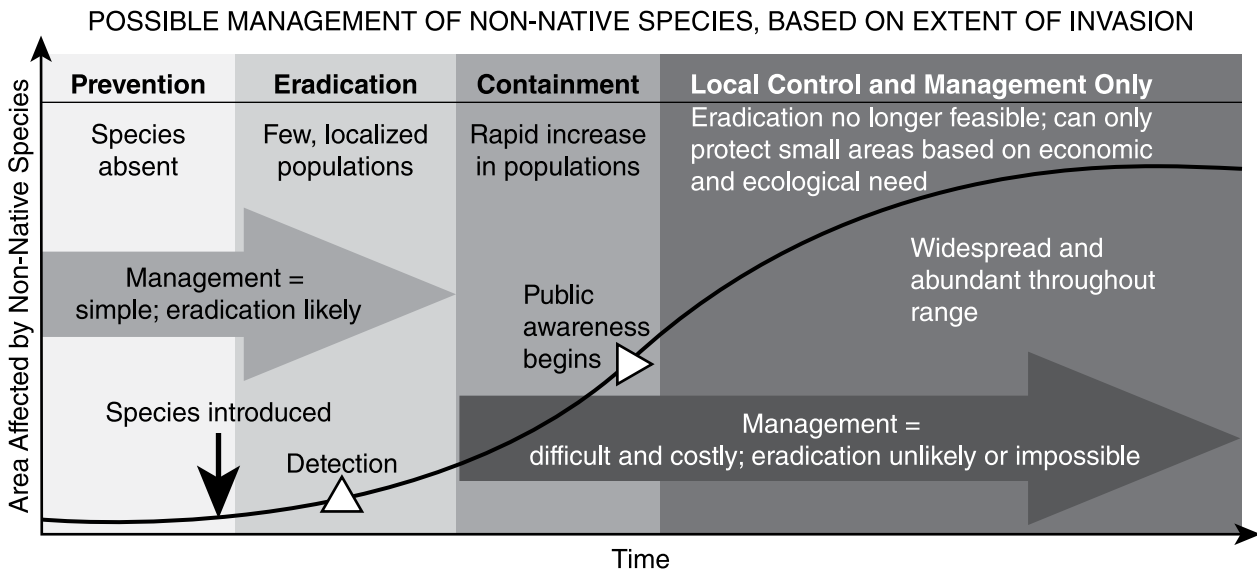 POSSIBLE MANAGEMENT OF NON-NATIVE SPECIES, BASED ON EXTENT OF INVASION
Area Affected by Non-Native Species
Prevention
Species
absent
Eradication
Few, localized
populations
Containment
Rapid increase
in populations
Local Control and Management Only
Eradication no longer feasible; can only
protect small areas based on economic
and ecological need
Management =
simple; eradication likely
Widespread and
abundant throughout
range
Public
awareness
begins
Species introduced
Detection
Management =
difficult and costly; eradication unlikely or impossible
Time